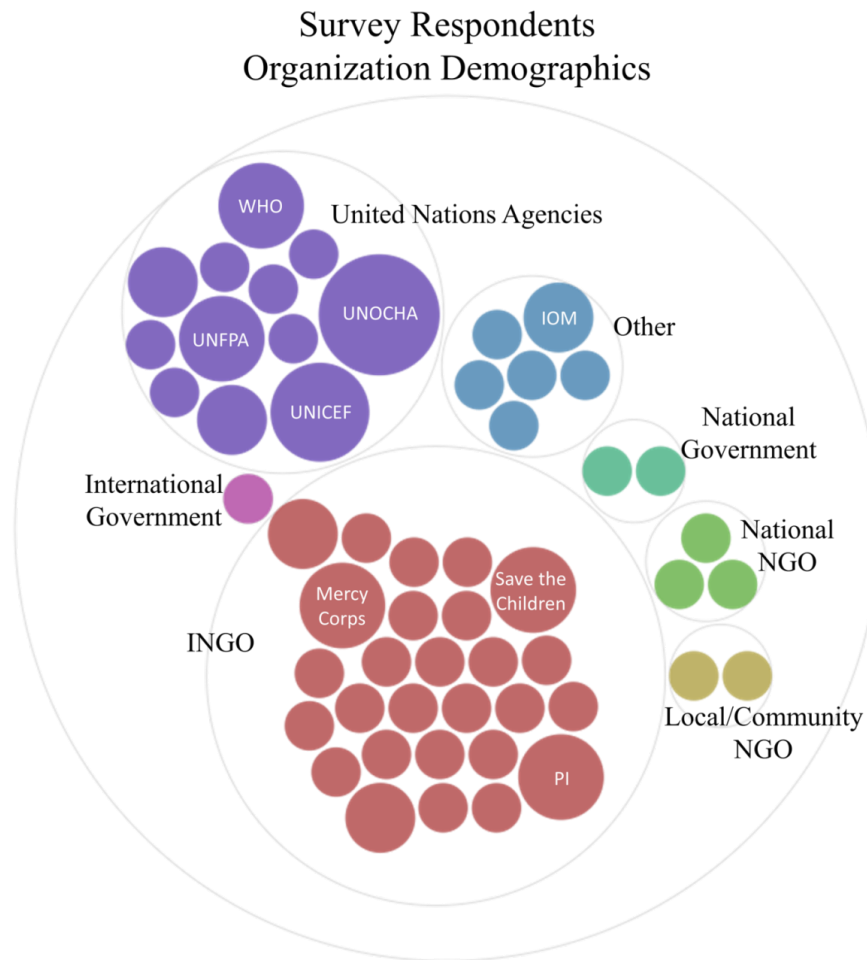 Survey Respondents
Organization Demographics
WHO
United Nations Agencies
UNOCHA
IOM
Other
UNFPA
UNICEF
National
Government
International
Government
National
NGO
Save the
Children
Mercy
Corps
INGO
Local/Community
NGO
PI